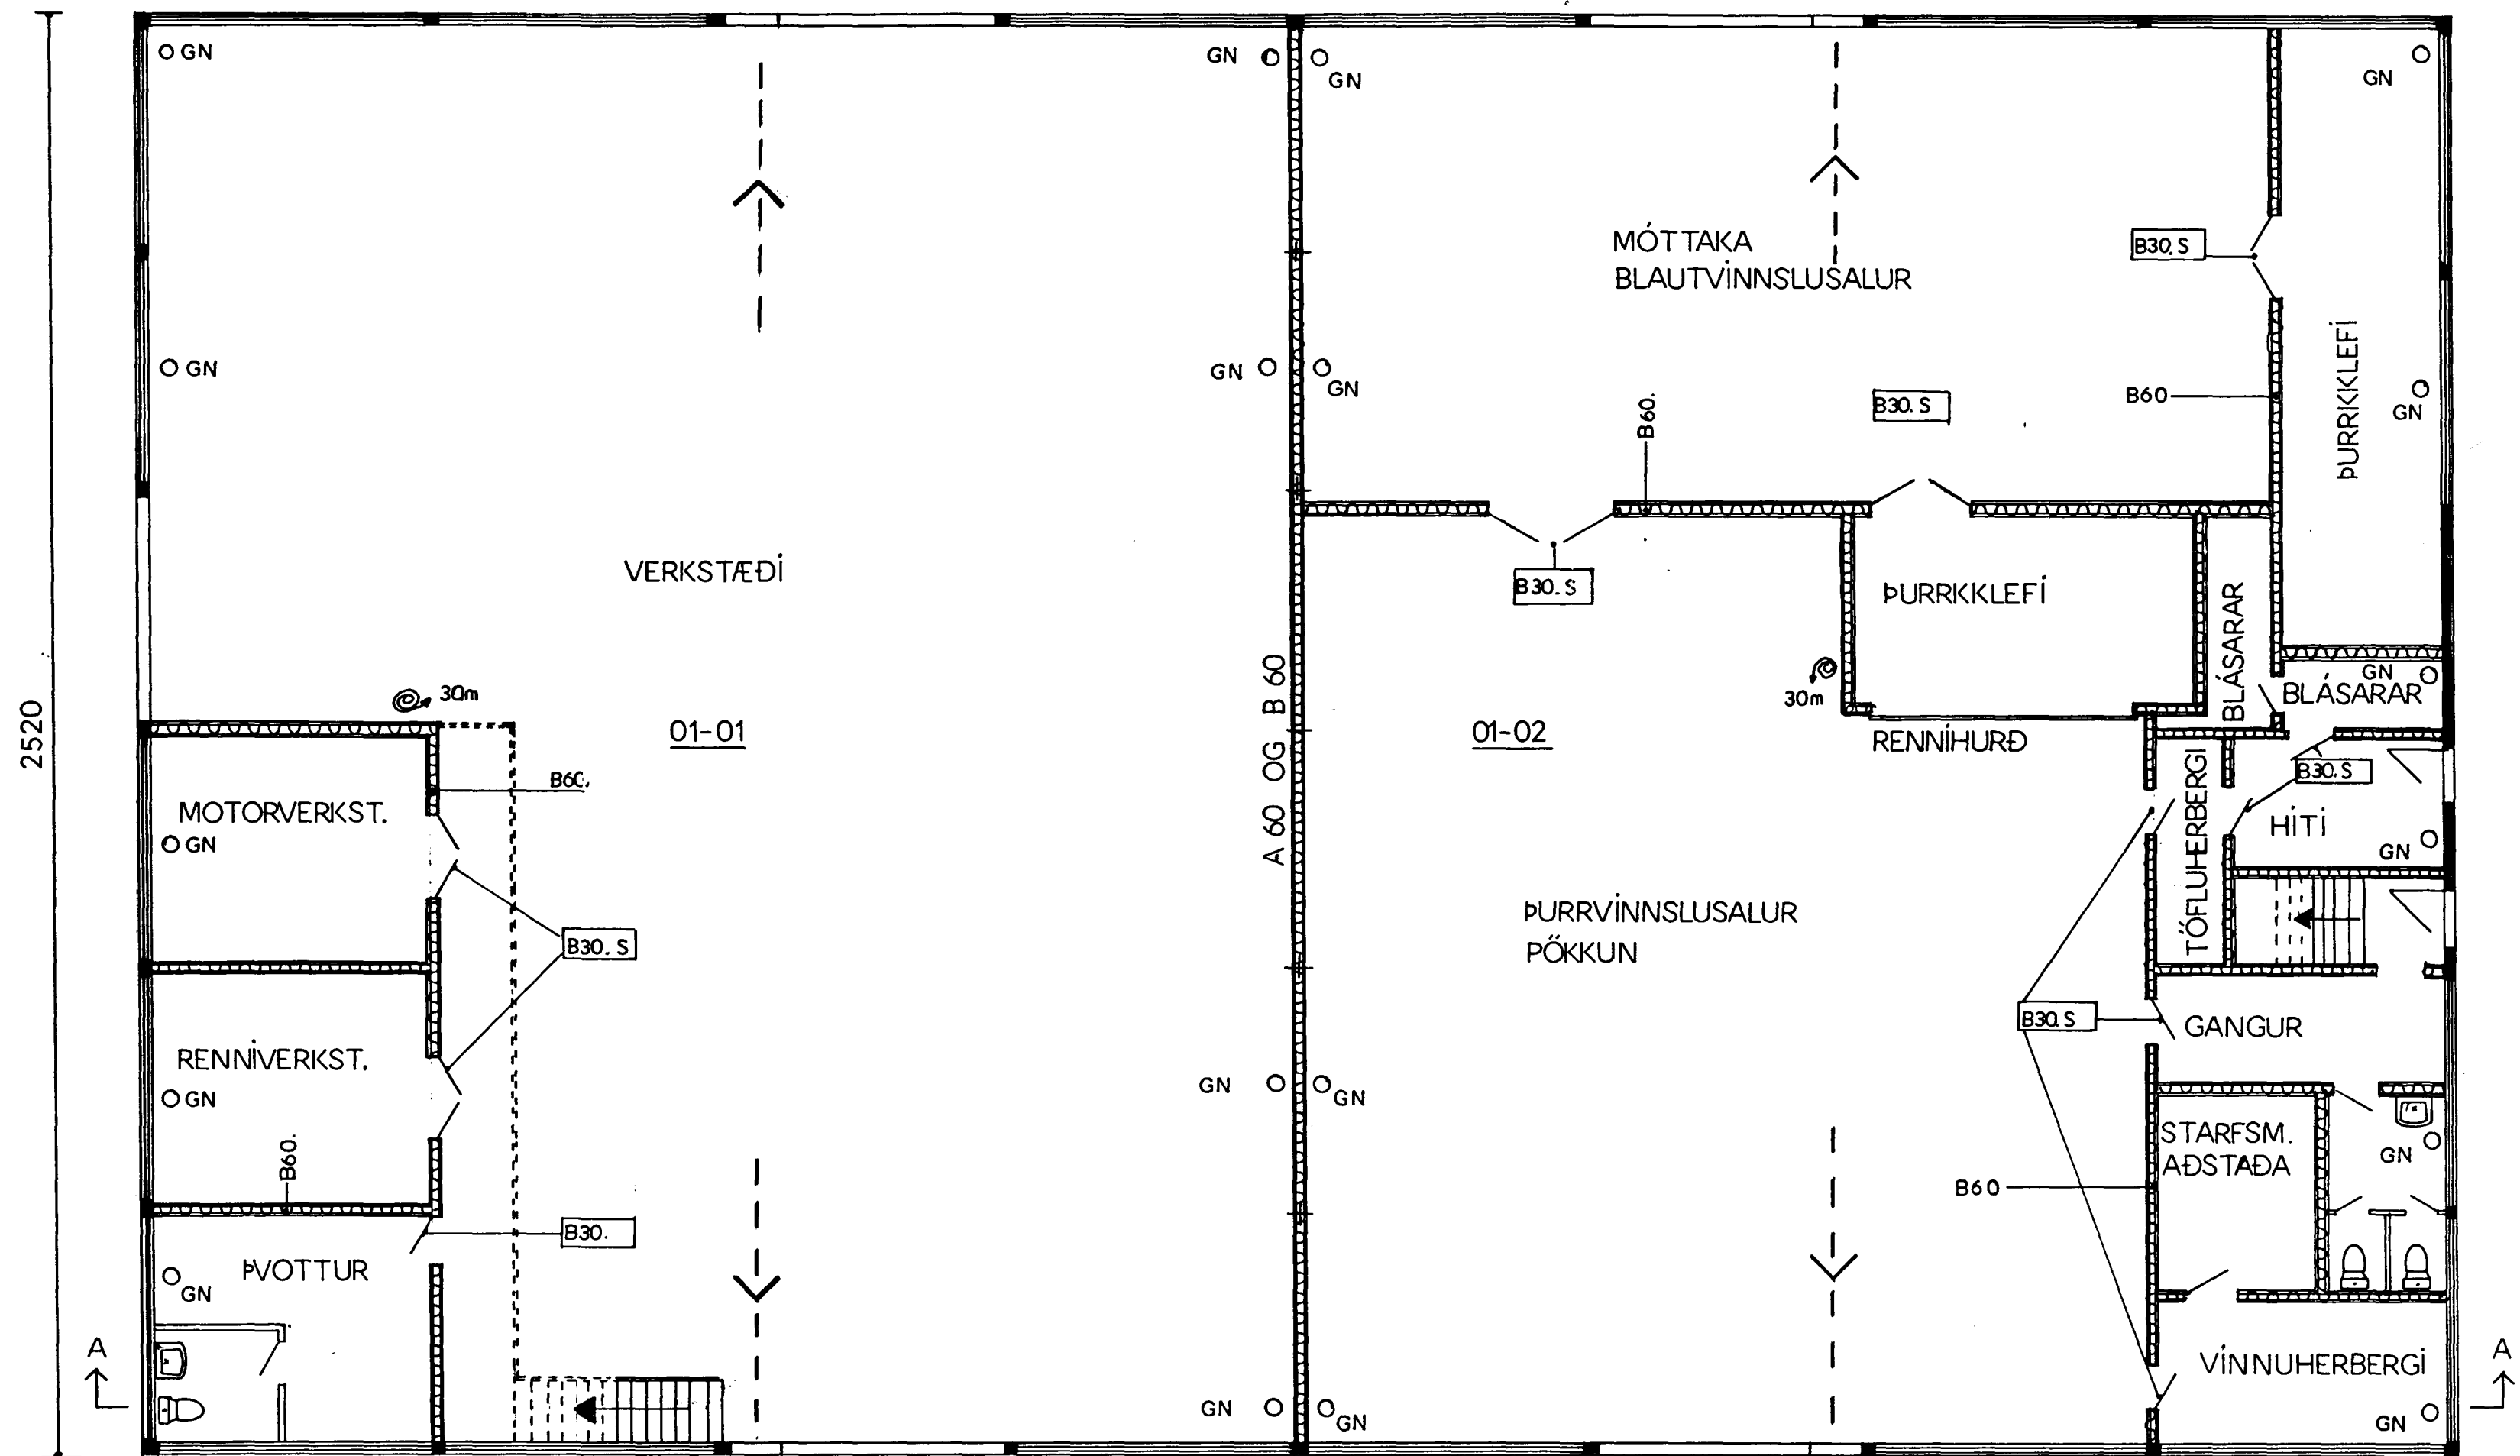 GN
GN
GN
GN
MÓTTAKA
BLAUTVINNSLUSALUR
B30.S
ÞURRKKLEFI
GN
GN
GN
GN
B60.
B30.S
B60
GN
VERKSTÆÐI
B30.S
ÞURRKKLEFI
BLÁSARAR
GN
BLÁSARAR
30m
30m
2520
01-01
A 60 OG B 60
01-02
RENNIHURÐ
B60.
MOTORVERKST.
GN
TÖFLUHERBERGI
B30.S
HITI
GN
ÞURRVINNSLUSALUR
PÖKKUN
B30.S
B30.S
GANGUR
RENNIVERKST.
GN
GN
GN
B60.
STARFSM.
AÐSTAÐA
GN
B60
B30.
ÞVOTTUR
GN
A
VINNUHERBERGI
A
GN
GN
GN